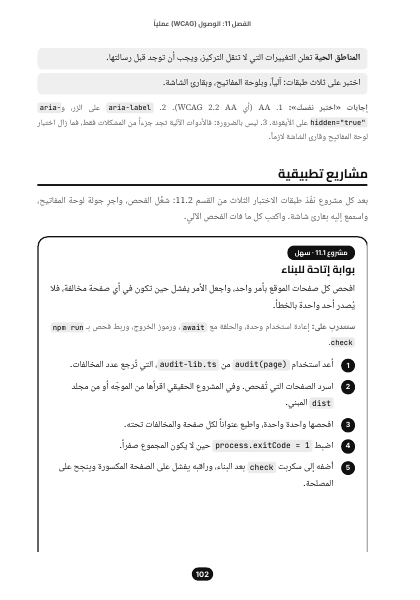 الفصل 11: الوصول (WCAG) عملياً
المناطق الحية تعلن التغييرات التي لا تنقل التركيز، ويجب أن توجد قبل رسالتها.
اختبر على ثلاث طبقات: آلياً، وبلوحة المفاتيح، وبقارئ الشاشة.
إجابات «اختبر نفسك»: 1. AA (أي WCAG 2.2 AA). 2. aria-label على الزر، وaria-
hidden="true" على الأيقونة. 3. ليس بالضرورة: فالأدوات الآلية تجد جزءاً من المشكلات فقط، فما زال اختبار
لوحة المفاتيح وقارئ الشاشة لازماً.
مشاريع تطبيقية
بعد كل مشروع نفّذ طبقات الاختبار الثلاث من القسم 11.2: شغّل الفحص، واجرِ جولة لوحة المفاتيح،
واستمع إليه بقارئ شاشة. واكتب كل ما فات الفحص الآلي.
مشروع 11.1 · سهل
بوابة إتاحة للبناء
افحص كل صفحات الموقع بأمر واحد، واجعل الأمر يفشل حين تكون في أي صفحة مخالفة، فلا
يُصدر أحد واحدة بالخطأ.
ستتدرب على: إعادة استخدام وحدة، والحلقة مع await، ورموز الخروج، وربط فحص بـ npm run
check.
1 أعد استخدام audit(page) من audit-lib.ts، التي تُرجع عدد المخالفات.
2 اسرد الصفحات التي تُفحص. وفي المشروع الحقيقي اقرأها من الموجّه أو من مجلد
dist المبني.
3 افحصها واحدة واحدة، واطبع عنواناً لكل صفحة والمخالفات تحته.
4 اضبط process.exitCode = 1 حين لا يكون المجموع صفراً.
5 أضفه إلى سكربت check بعد البناء، وراقبه يفشل على الصفحة المكسورة وينجح على
المصلحة.
102